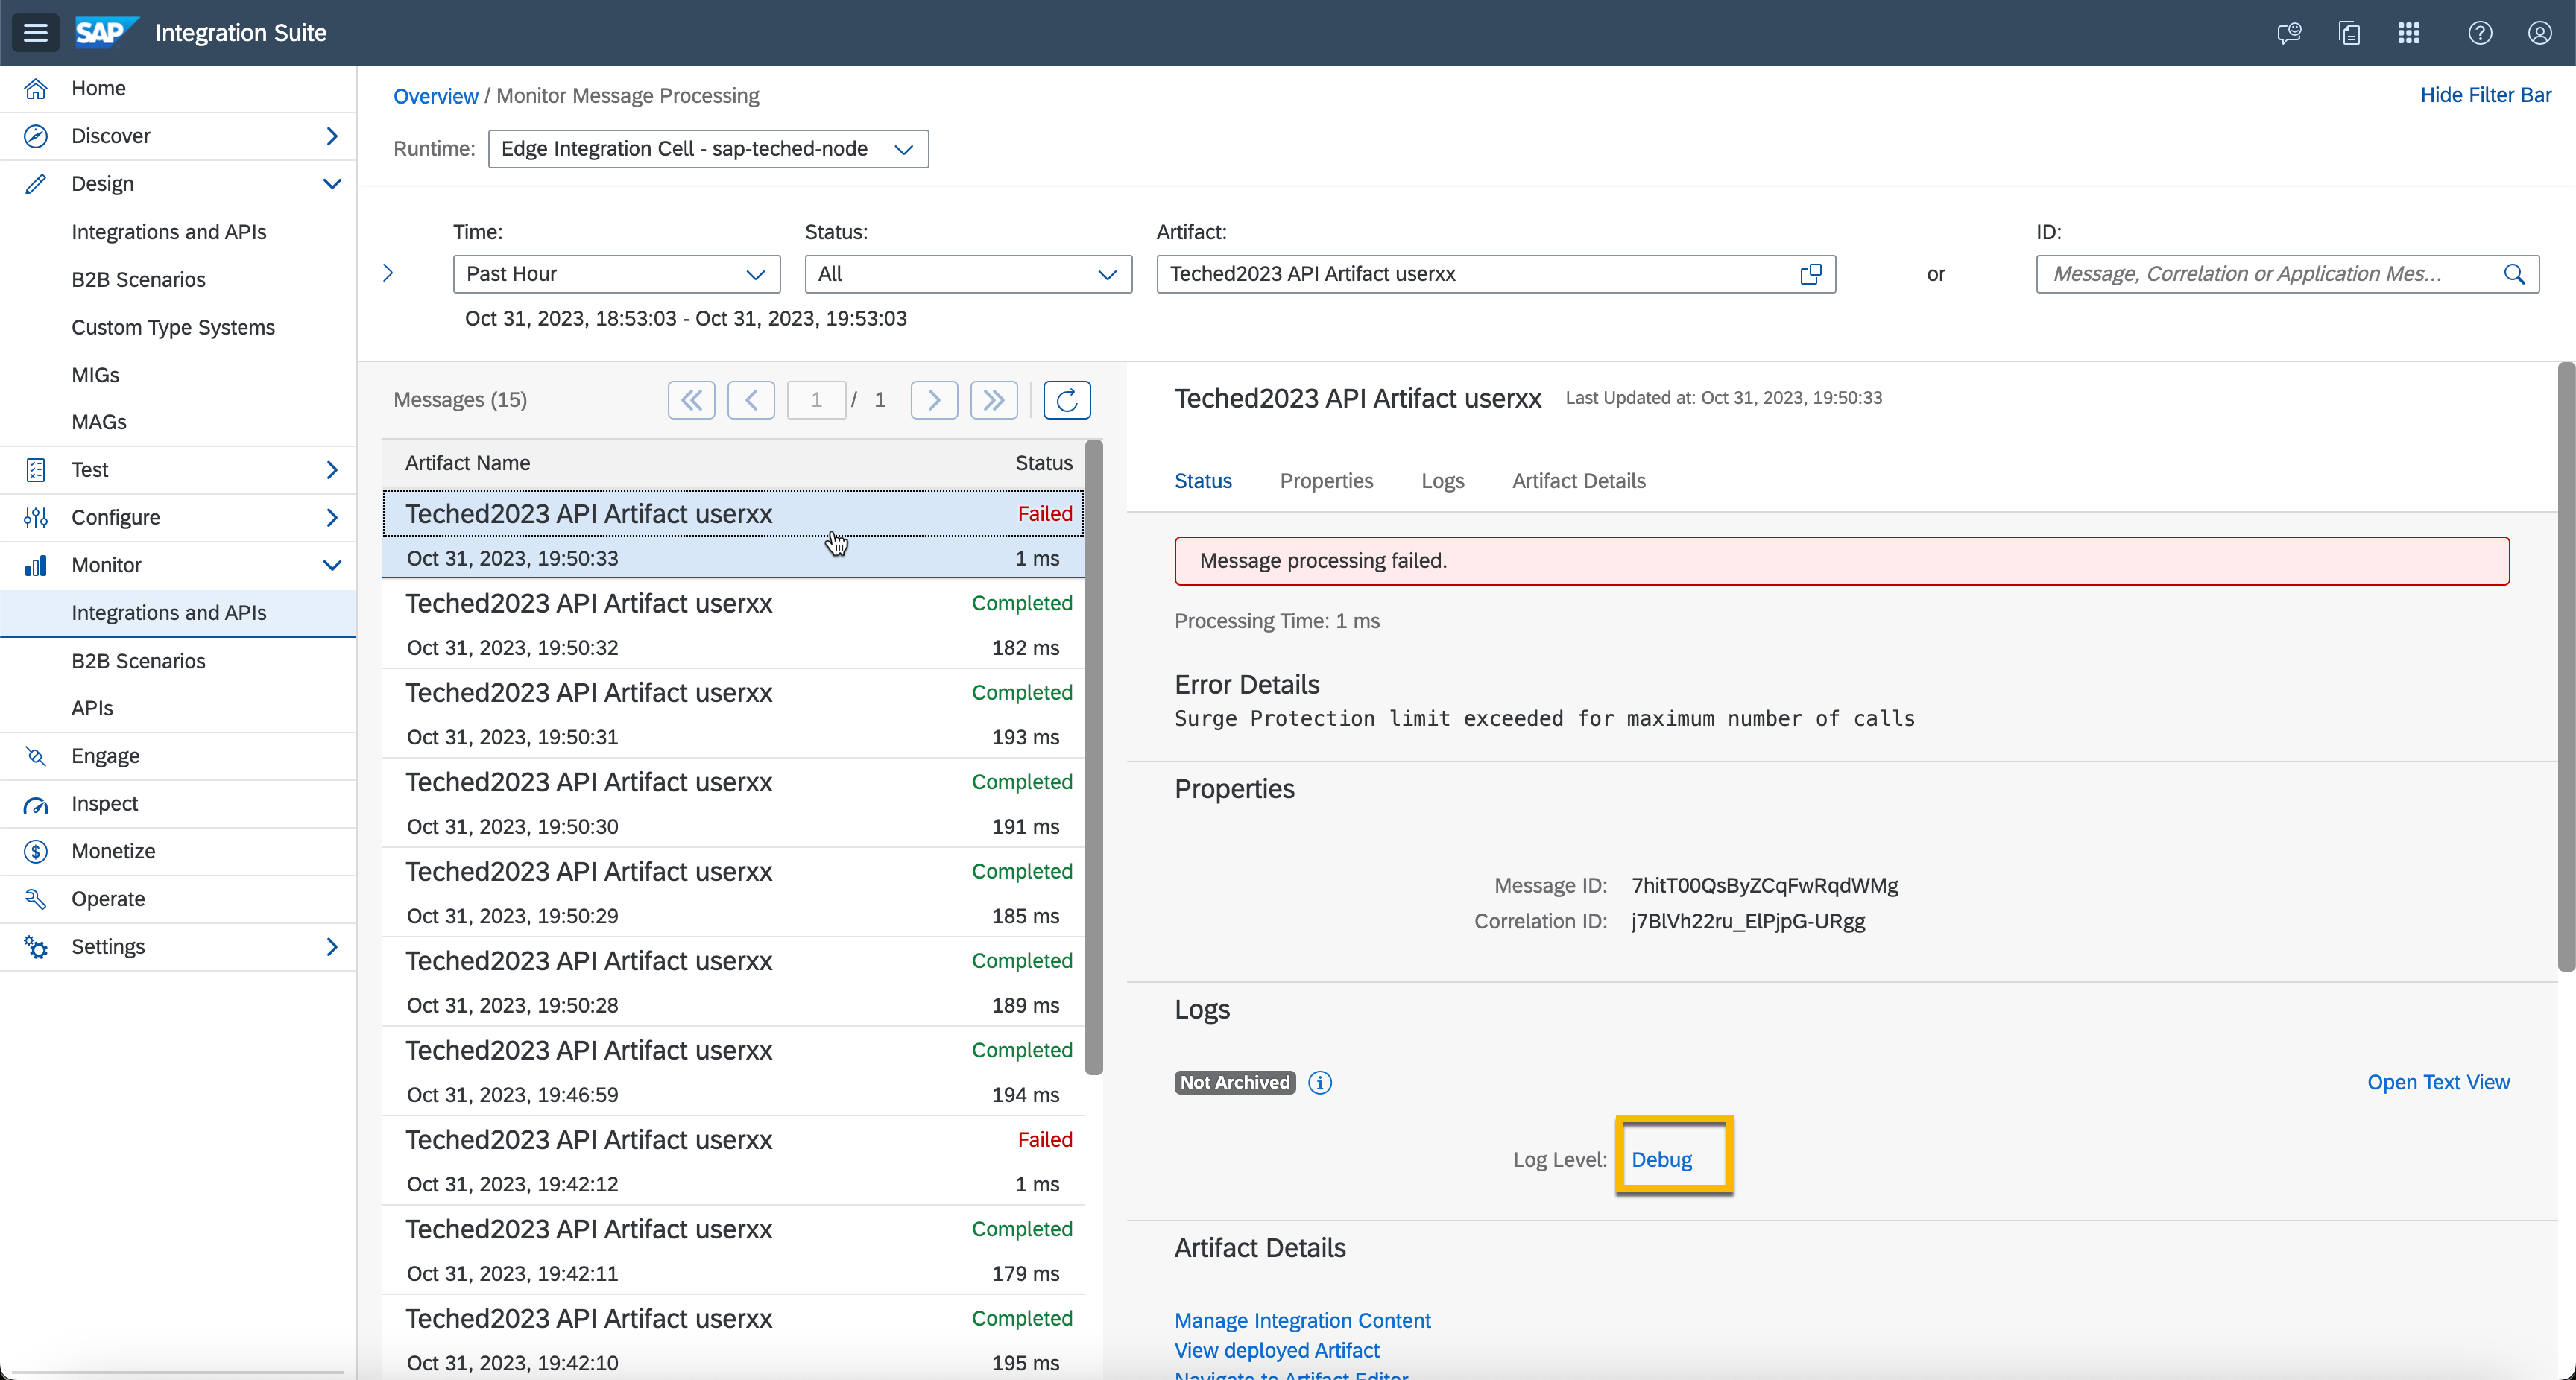 SAP Integration Suite
Home
Discover
Design
Integrations and APIs
B2B Scenarios
Custom Type Systems
MIGs
MAGs
Test
Configure
Monitor
Integrations and APIs
B2B Scenarios
APIs
Engage
Inspect
Monetize
Operate
Settings
Overview / Monitor Message Processing
Hide Filter Bar
Runtime: Edge Integration Cell - sap-teched-node
Time: Status: Artifact: ID:
Past Hour All Teched2023 API Artifact userxx or Message, Correlation or Application Mes...
Oct 31, 2023, 18:53:03 - Oct 31, 2023, 19:53:03
Messages (15) 1 / 1
Artifact Name Status
Teched2023 API Artifact userxx Failed
Oct 31, 2023, 19:50:33 1 ms
Teched2023 API Artifact userxx Completed
Oct 31, 2023, 19:50:32 182 ms
Teched2023 API Artifact userxx Completed
Oct 31, 2023, 19:50:31 193 ms
Teched2023 API Artifact userxx Completed
Oct 31, 2023, 19:50:30 191 ms
Teched2023 API Artifact userxx Completed
Oct 31, 2023, 19:50:29 185 ms
Teched2023 API Artifact userxx Completed
Oct 31, 2023, 19:50:28 189 ms
Teched2023 API Artifact userxx Completed
Oct 31, 2023, 19:46:59 194 ms
Teched2023 API Artifact userxx Failed
Oct 31, 2023, 19:42:12 1 ms
Teched2023 API Artifact userxx Completed
Oct 31, 2023, 19:42:11 179 ms
Teched2023 API Artifact userxx Completed
Oct 31, 2023, 19:42:10 195 ms
Teched2023 API Artifact userxx Last Updated at: Oct 31, 2023, 19:50:33
Status Properties Logs Artifact Details
Message processing failed.
Processing Time: 1 ms
Error Details
Surge Protection limit exceeded for maximum number of calls
Properties
Message ID: 7hitT00QsByZCqFwRqdWMg
Correlation ID: j7BlVh22ru_ElPjpG-URgg
Logs
Not Archived Open Text View
Log Level: Debug
Artifact Details
Manage Integration Content
View deployed Artifact
Navigate to Artifact Editor